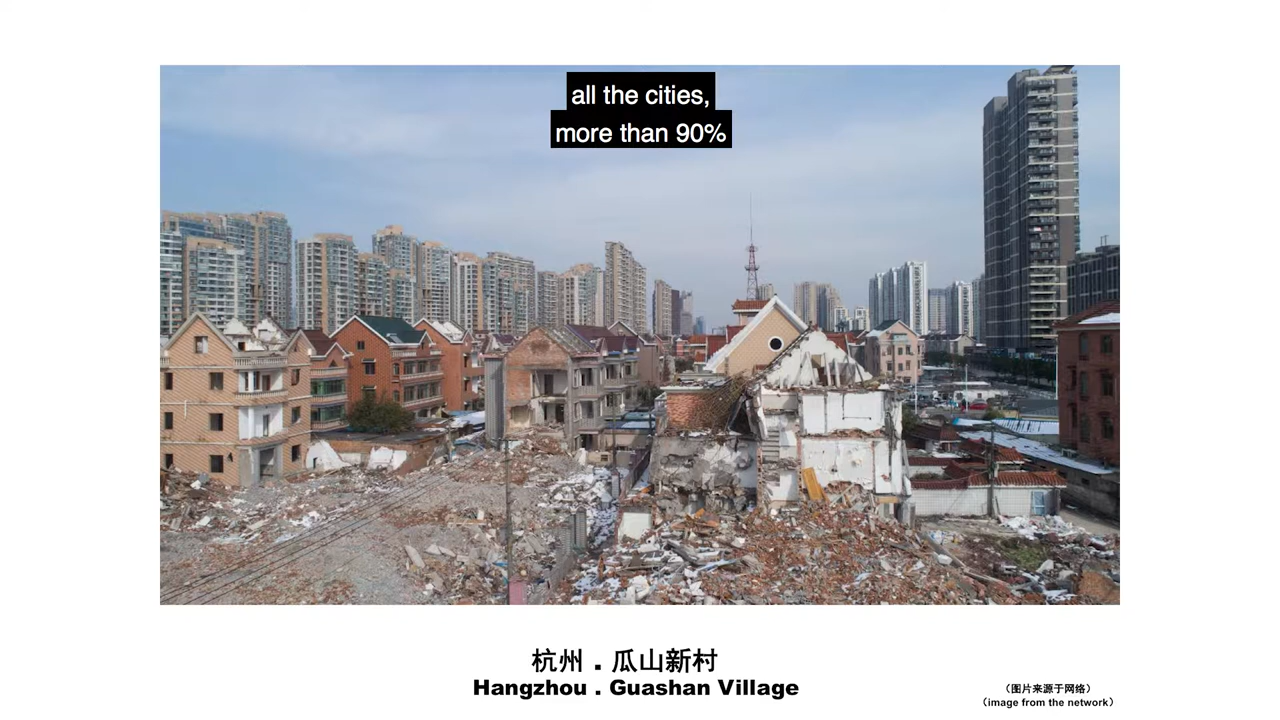 all the cities,
more than 90%
杭州 . 瓜山新村
Hangzhou . Guashan Village
（图片来源于网络）
（image from the network）